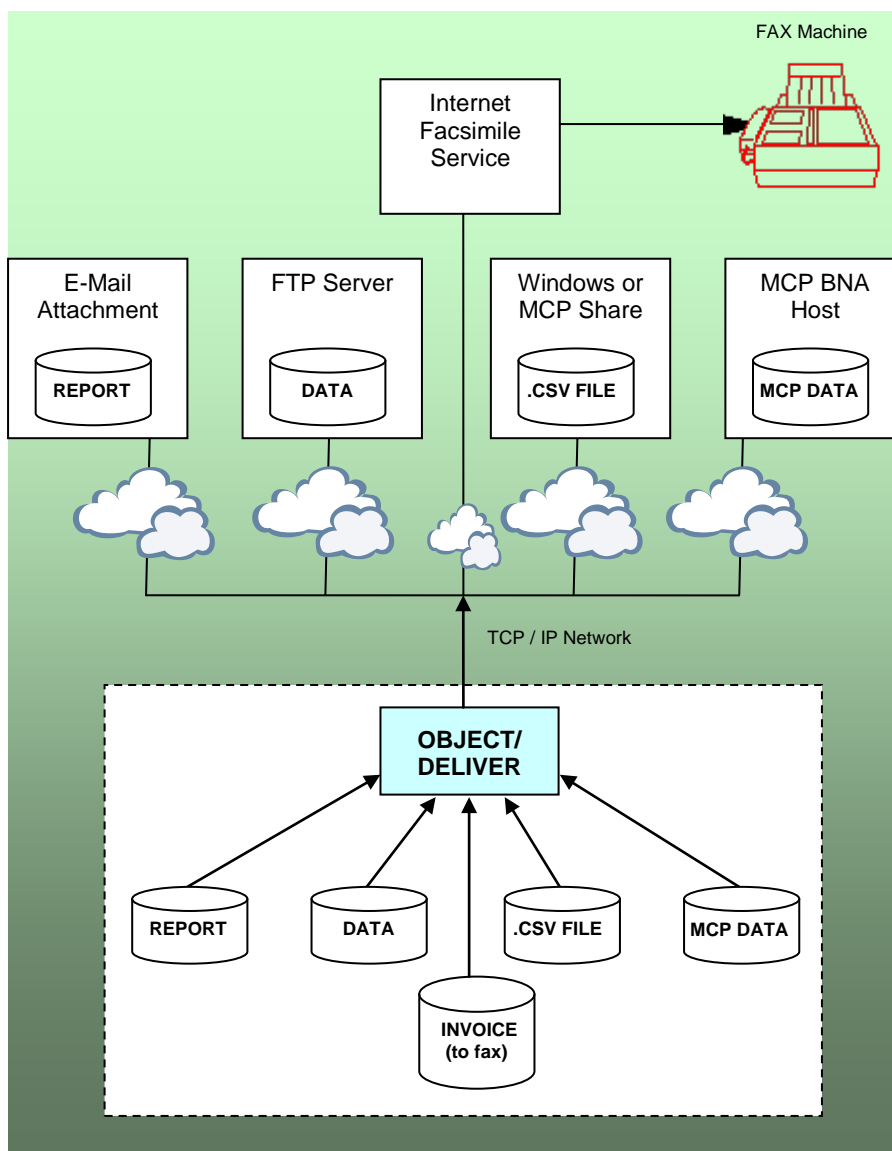 FAX Machine
Internet
Facsimile
Service
E-Mail
Attachment
REPORT
FTP Server
DATA
Windows or
MCP Share
.CSV FILE
MCP BNA
Host
MCP DATA
TCP / IP Network
OBJECT/
DELIVER
REPORT
DATA
.CSV FILE
MCP DATA
INVOICE
(to fax)